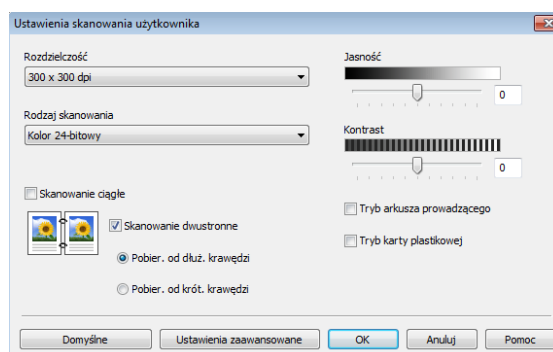 Ustawienia skanowania użytkownika
Rozdzielczość
300 x 300 dpi
Rodzaj skanowania
Kolor 24-bitowy
Skanowanie ciągłe
Skanowanie dwustronne
Pobier. od dłuż. krawędzi
Pobier. od krót. krawędzi
Jasność
0
Kontrast
0
Tryb arkusza prowadzącego
Tryb karty plastikowej
Domyślne
Ustawienia zaawansowane
OK
Anuluj
Pomoc